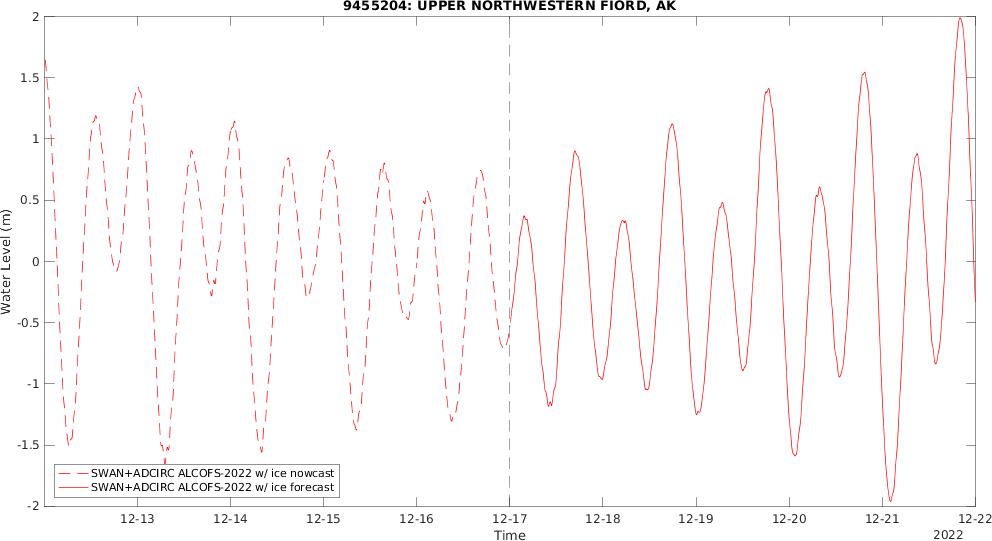 9455204: UPPER NORTHWESTERN FIORD, AK
Water Level (m)
2
1.5
1
0.5
0
-0.5
-1
-1.5
-2
SWAN+ADCIRC ALCOFS-2022 w/ ice nowcast
SWAN+ADCIRC ALCOFS-2022 w/ ice forecast
12-13 12-14 12-15 12-16 12-17 12-18 12-19 12-20 12-21 12-22
Time
2022